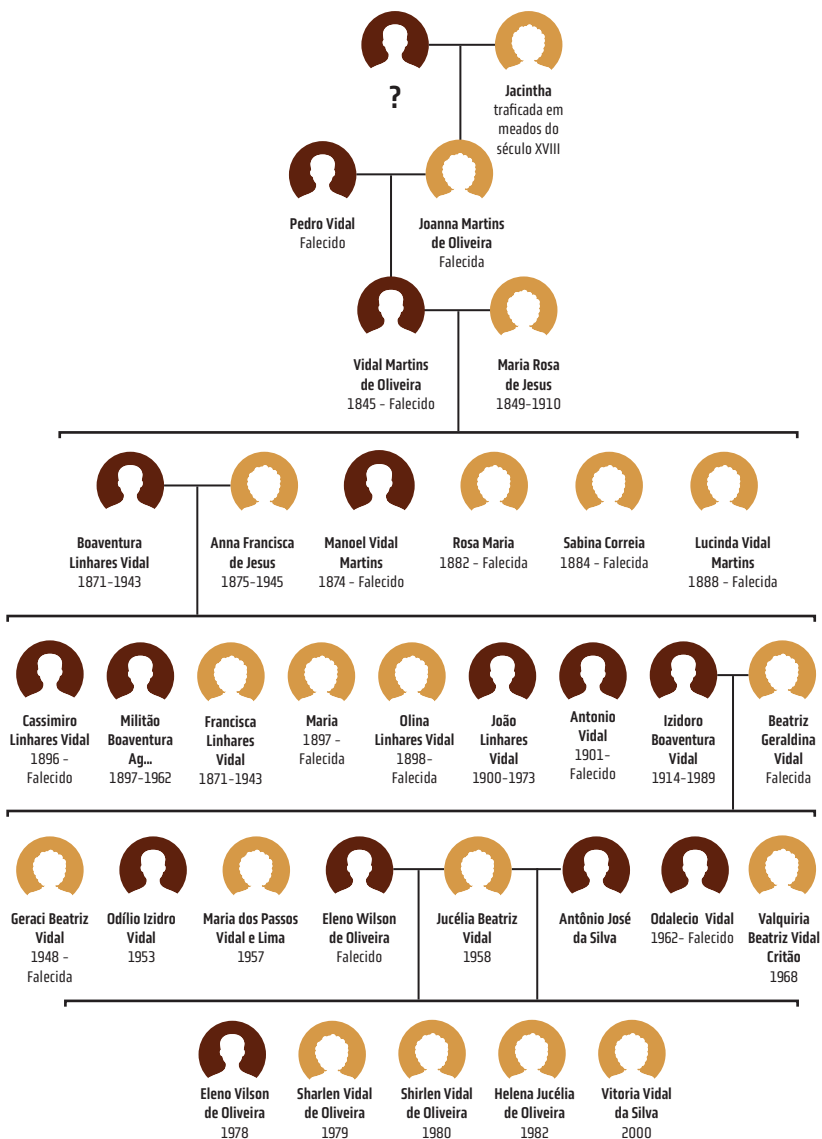 ?
Jacintha
traficada em
meados do
século XVIII
Pedro Vidal
Falecido
Joanna Martins
de Oliveira
Falecida
Vidal Martins
de Oliveira
1845 - Falecido
Maria Rosa
de Jesus
1849-1910
Boaventura
Linhares Vidal
1871-1943
Anna Francisca
de Jesus
1875-1945
Manoel Vidal
Martins
1874 - Falecido
Rosa Maria
1882 - Falecida
Sabina Correia
1884 - Falecida
Lucinda Vidal
Martins
1888 - Falecida
Cassimiro
Linhares Vidal
1896 -
Falecido
Militão
Boaventura
Ag...
1897-1962
Francisca
Linhares
Vidal
1871-1943
Maria
1897 -
Falecida
Olina
Linhares Vidal
1898-
Falecida
João
Linhares
Vidal
1900-1973
Antonio
Vidal
1901-
Falecido
Izidoro
Boaventura
Vidal
1914-1989
Beatriz
Geraldina
Vidal
Falecida
Geraci Beatriz
Vidal
1948 -
Falecida
Odílio Izidro
Vidal
1953
Maria dos Passos
Vidal e Lima
1957
Eleno Wilson
de Oliveira
Falecido
Jucélia Beatriz
Vidal
1958
Antônio José
da Silva
Odalecio Vidal
1962- Falecido
Valquiria
Beatriz Vidal
Critão
1968
Eleno Vilson
de Oliveira
1978
Sharlen Vidal
de Oliveira
1979
Shirlen Vidal
de Oliveira
1980
Helena Jucélia
de Oliveira
1982
Vitoria Vidal
da Silva
2000